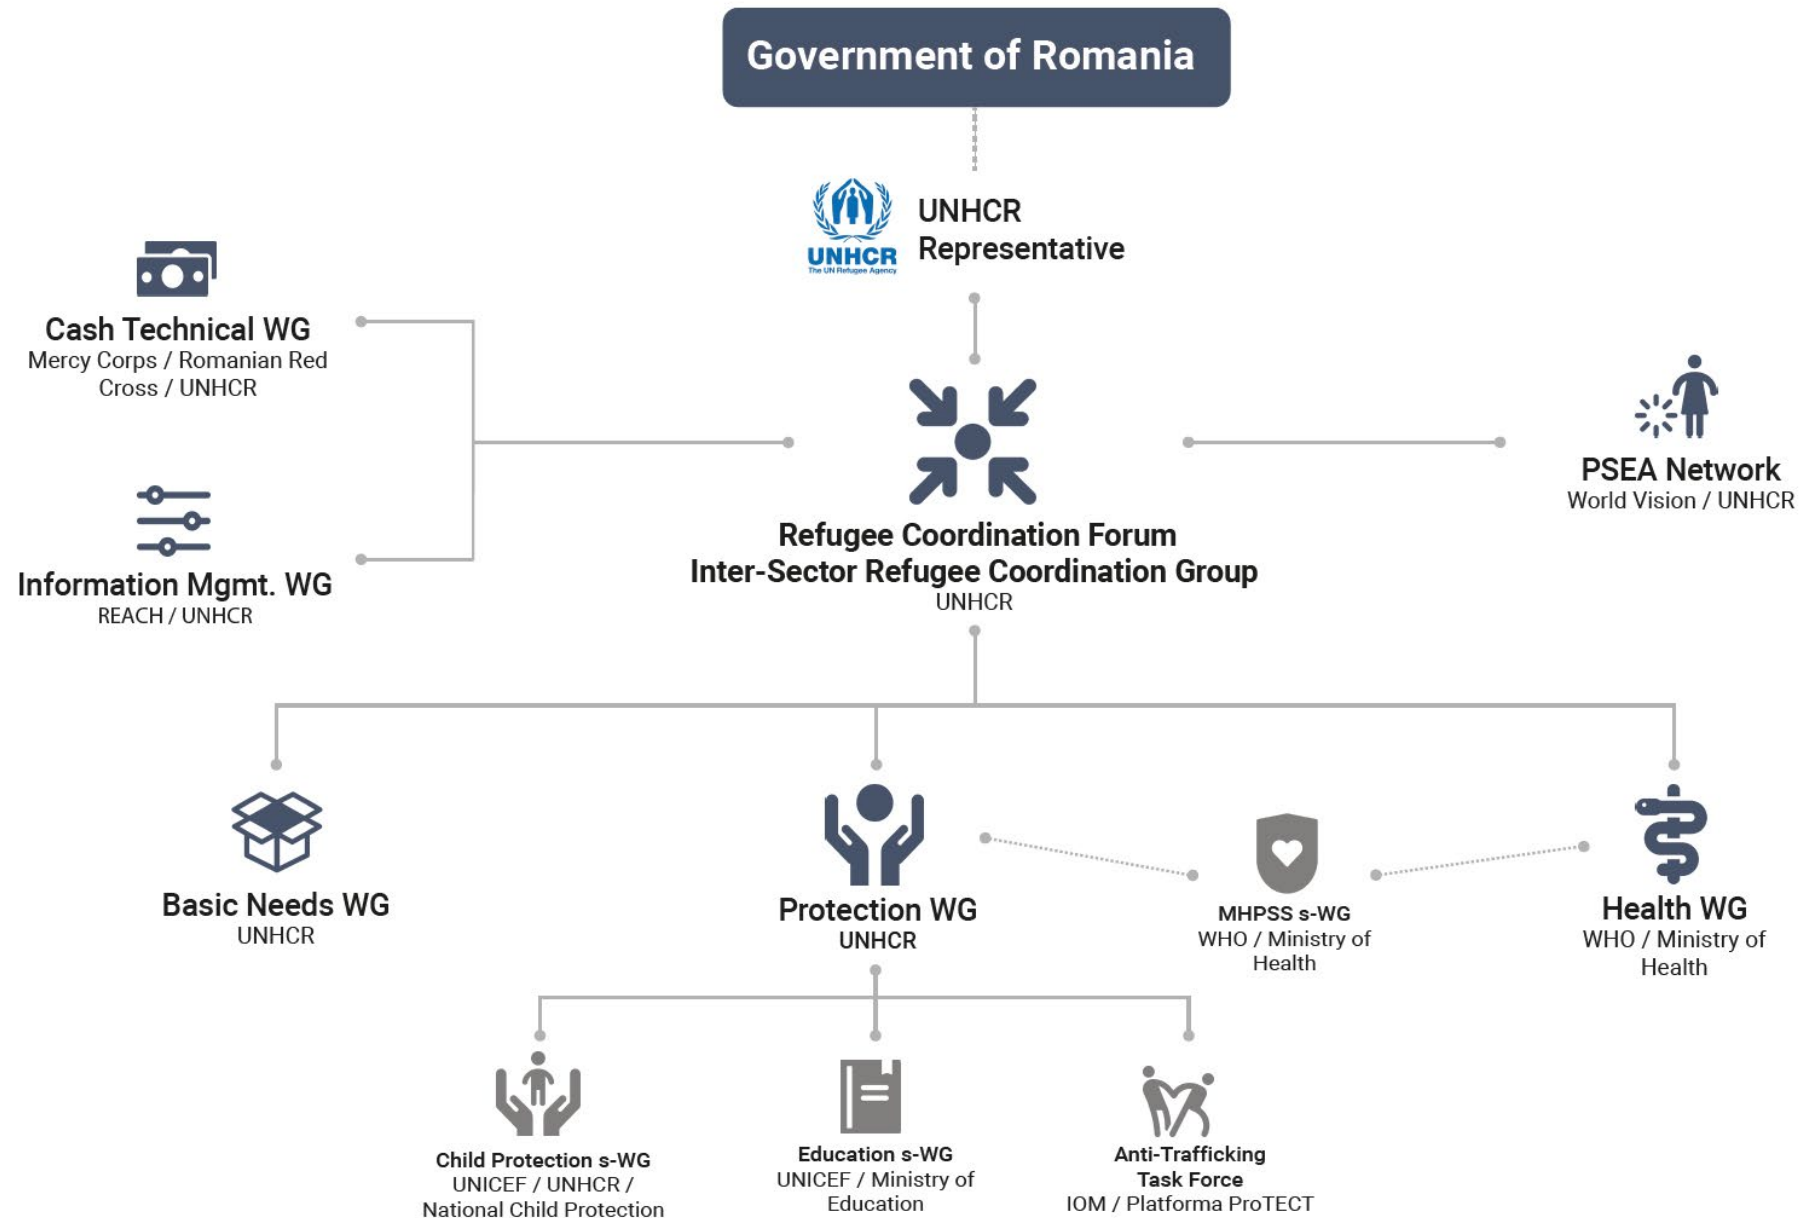 Government of Romania
UNHCR
The UN Refugee Agency
UNHCR
Representative
Cash Technical WG
Mercy Corps / Romanian Red
Cross / UNHCR
PSEA Network
World Vision / UNHCR
Information Mgmt. WG
REACH / UNHCR
Refugee Coordination Forum
Inter-Sector Refugee Coordination Group
UNHCR
Basic Needs WG
UNHCR
Protection WG
UNHCR
MHPSS s-WG
WHO / Ministry of
Health
Health WG
WHO / Ministry of
Health
Child Protection s-WG
UNICEF / UNHCR /
National Child Protection
Education s-WG
UNICEF / Ministry of
Education
Anti-Trafficking
Task Force
IOM / Platforma ProTECT